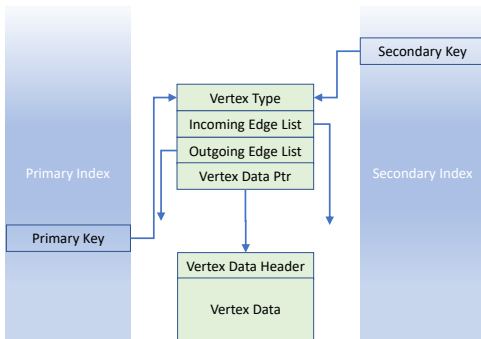 Secondary Key
Vertex Type
Incoming Edge List
Outgoing Edge List
Primary Index
Vertex Data Ptr
Secondary Index
Primary Key
Vertex Data Header
Vertex Data